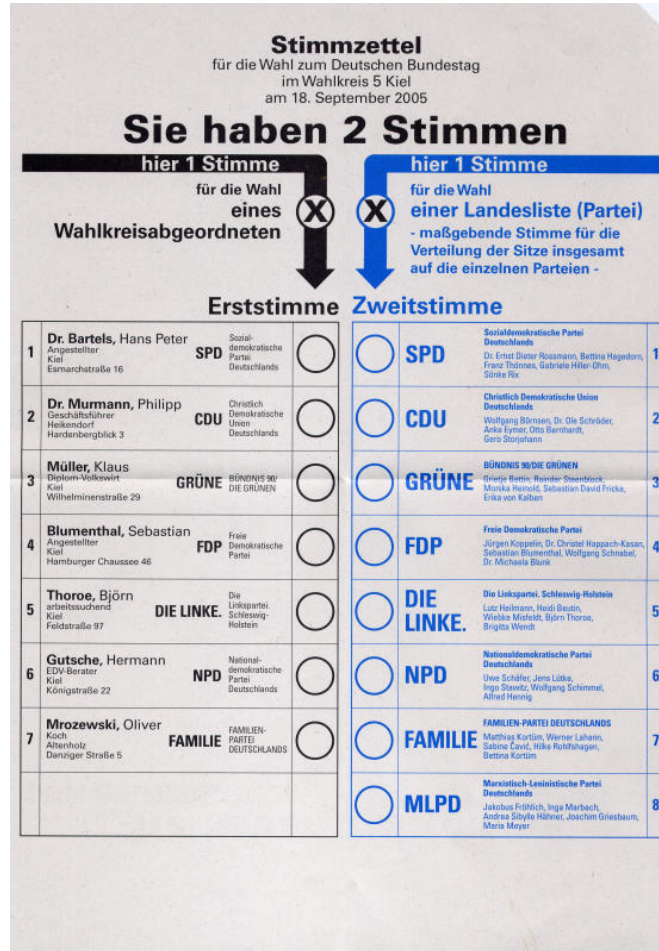 Stimmzettel
für die Wahl zum Deutschen Bundestag
im Wahlkreis 5 Kiel
am 18. September 2005
Sie haben 2 Stimmen
hier 1 Stimme
für die Wahl
eines
Wahlkreisabgeordneten
X
Erststimme
hier 1 Stimme
für die Wahl
einer Landesliste (Partei)
- maßgebende Stimme für die
Verteilung der Sitze insgesamt
auf die einzelnen Parteien -
X
Zweitstimme
1
Dr. Bartels, Hans Peter
Angestellter
Kiel
Esmarchstraße 16
SPD
Sozial-
demokratische
Partei
Deutschlands
2
Dr. Murmann, Philipp
Geschäftsführer
Heikendorf
Hardenbergblick 3
CDU
Christlich
Demokratische
Union
Deutschlands
3
Müller, Klaus
Diplom-Volkswirt
Kiel
Wilhelminenstraße 29
GRÜNE
BÜNDNIS 90/
DIE GRÜNEN
4
Blumenthal, Sebastian
Angestellter
Kiel
Hamburger Chaussee 46
FDP
Freie
Demokratische
Partei
5
Thoroe, Björn
arbeitssuchend
Kiel
Feldstraße 97
DIE LINKE.
Die
Linkspartei.
Schleswig-
Holstein
6
Gutsche, Hermann
EDV-Berater
Kiel
Königstraße 22
NPD
National-
demokratische
Partei
Deutschlands
7
Mrozewski, Oliver
Koch
Altenholz
Danziger Straße 5
FAMILIE
FAMILIEN-
PARTEI
DEUTSCHLANDS
SPD
Sozialdemokratische Partei
Deutschlands
Dr. Ernst Dieter Rossmann, Bettina Hagedorn,
Franz Thönnes, Gabriele Hiller-Ohm,
Sönke Rix
1
CDU
Christlich Demokratische Union
Deutschlands
Wolfgang Börnsen, Dr. Ole Schröder,
Anke Eymer, Otto Bernhardt,
Gero Storjohann
2
GRÜNE
BÜNDNIS 90/DIE GRÜNEN
Grietje Bettin, Rainder Steenblock,
Monika Heinold, Sebastian David Fricke,
Erika von Kalben
3
FDP
Freie Demokratische Partei
Jürgen Koppelin, Dr. Christel Happach-Kasan,
Sebastian Blumenthal, Wolfgang Schnabel,
Dr. Michaela Blunk
4
DIE
LINKE.
Die Linkspartei. Schleswig-Holstein
Lutz Heilmann, Heidi Beutin,
Wiebke Misfeldt, Björn Thoroe,
Brigitta Wendt
5
NPD
Nationaldemokratische Partei
Deutschlands
Uwe Schäfer, Jens Lütke,
Ingo Stawitz, Wolfgang Schimmel,
Alfred Hennig
6
FAMILIE
FAMILIEN-PARTEI DEUTSCHLANDS
Matthias Kortüm, Werner Lahann,
Sabine Čavić, Hilke Rohlfshagen,
Bettina Kortüm
7
MLPD
Marxistisch-Leninistische Partei
Deutschlands
Jakobus Fröhlich, Inga Marbach,
Andrea Sibylle Hähner, Joachim Griesbaum,
Maria Meyer
8